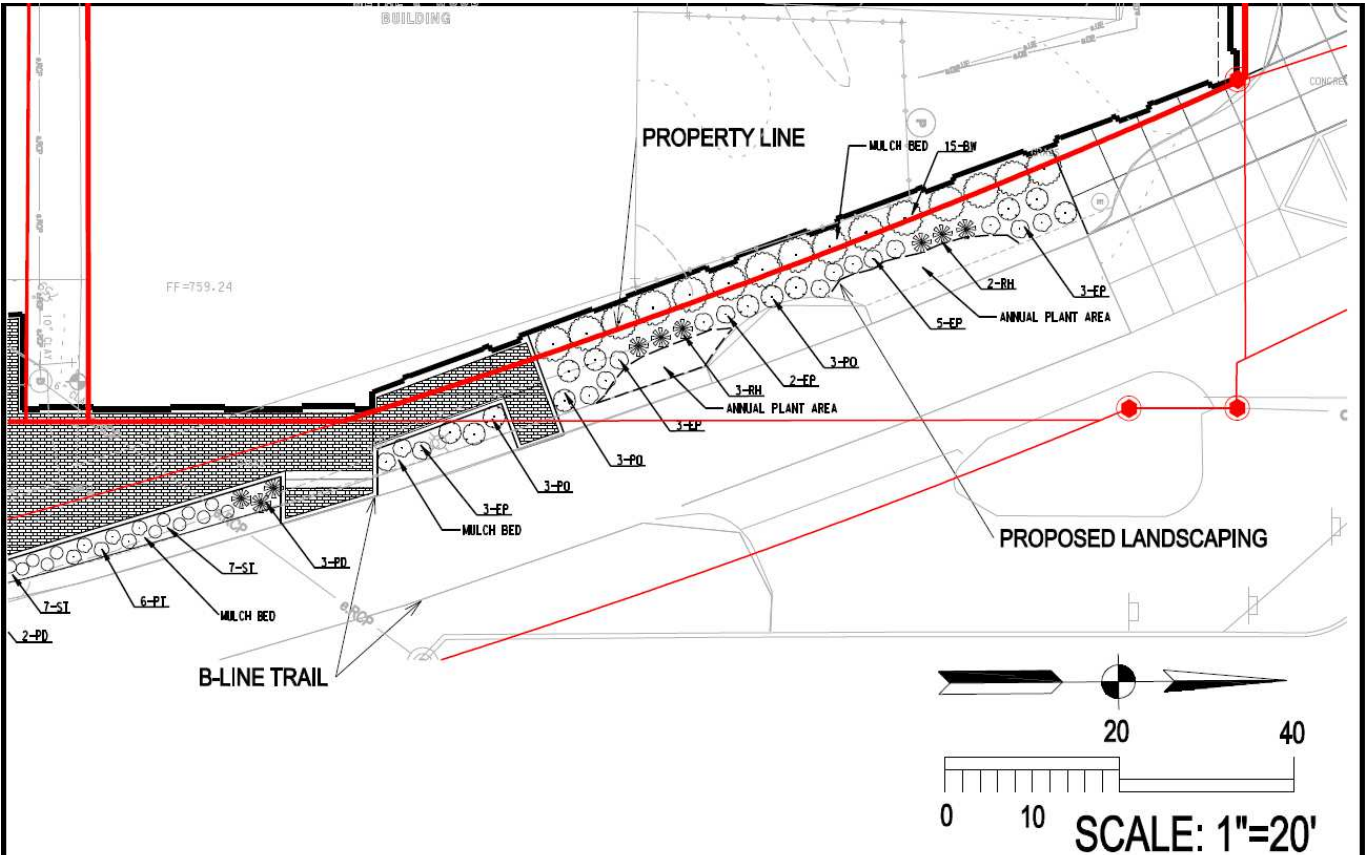 BUILDING
PROPERTY LINE
MULCH BED
15-BW
CONCRE
FF=759.24
2-RH
3-EP
5-EP
ANNUAL PLANT AREA
3-PO
2-EP
3-RH
ANNUAL PLANT AREA
3-EP
3-PO
3-PO
3-EP
MULCH BED
PROPOSED LANDSCAPING
3-PD
7-ST
6-PT
MULCH BED
7-ST
2-PD
RCP
RCP
B-LINE TRAIL
20
40
0
10
SCALE: 1"=20'